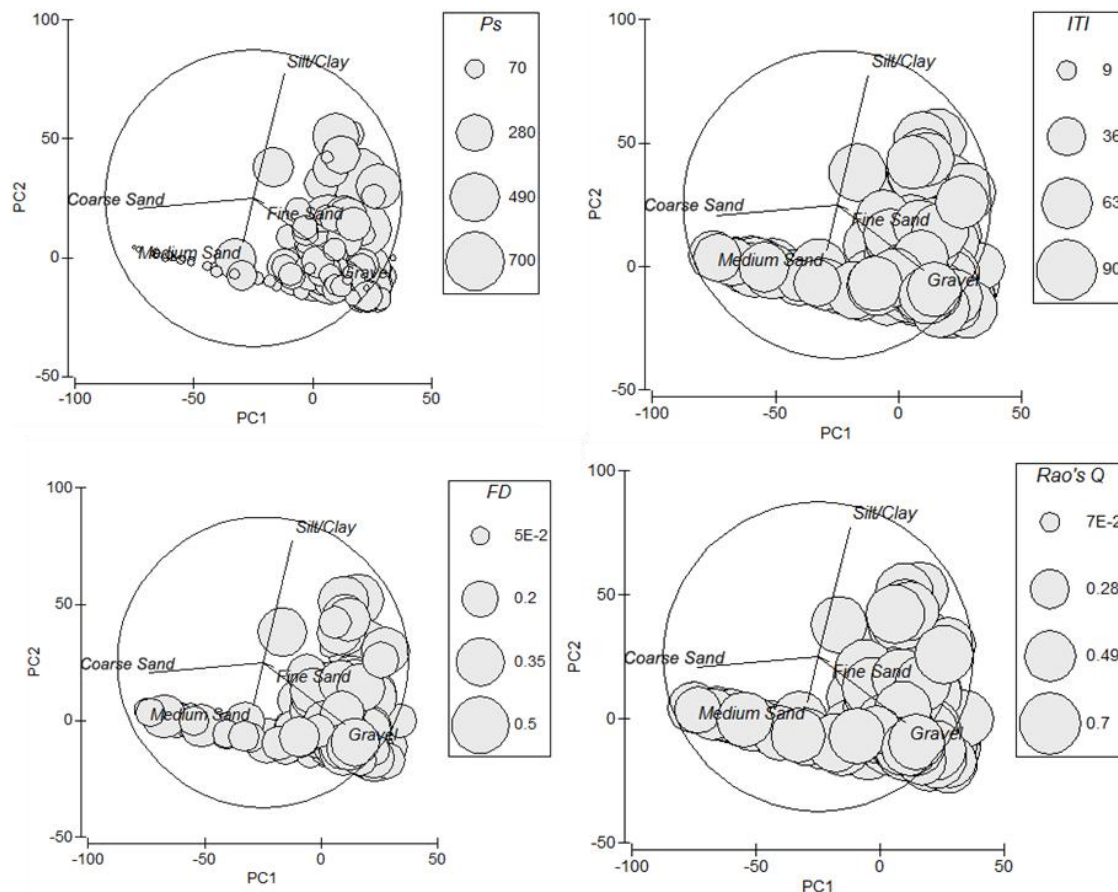 100
50
0
-50
PC2
-100
-50
0
50
PC1
Silt/Clay
Coarse Sand
Fine Sand
Medium Sand
Gravel
Ps
70
280
490
700
100
50
0
-50
PC2
-100
-50
0
50
PC1
Silt/Clay
Coarse Sand
Fine Sand
Medium Sand
Gravel
ITI
9
36
63
90
100
50
0
-50
PC2
-100
-50
0
50
PC1
Silt/Clay
Coarse Sand
Fine Sand
Medium Sand
Gravel
FD
5E-2
0.2
0.35
0.5
100
50
0
-50
PC2
-100
-50
0
50
PC1
Silt/Clay
Coarse Sand
Fine Sand
Medium Sand
Gravel
Rao's Q
7E-2
0.28
0.49
0.7